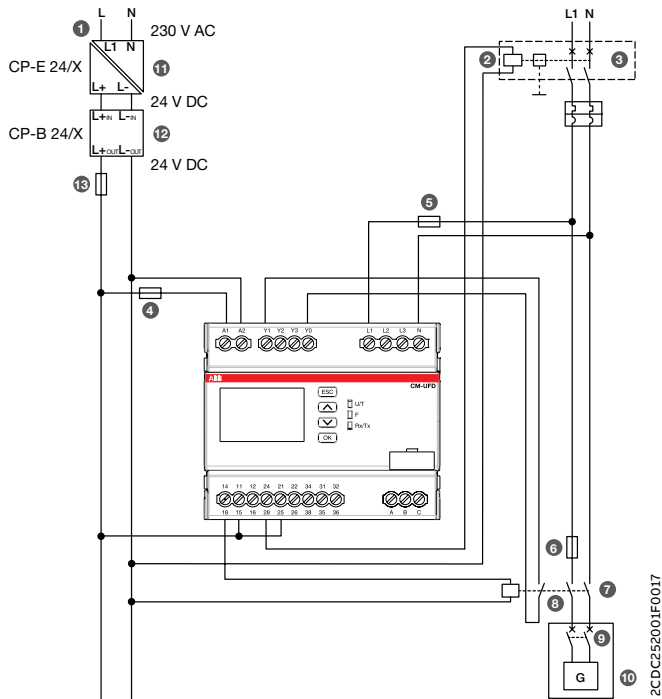 L N
L1 N
1
230 V AC
L1 N
2
3
CP-E 24/X
11
L+ L-
24 V DC
L+IN L-IN
CP-B 24/X
12
L+OUT L-OUT
24 V DC
13
5
4
A1 A2 Y1 Y2 Y3 Y0 L1 L2 L3 N
ABB
CM-UFD
ESC
U/T
F
Rx/Tx
OK
14 11 12 24 21 22 34 31 32
A B C
18 15 16 28 25 26 38 35 36
6
7
8
9
G
10
2CDC252001F0017